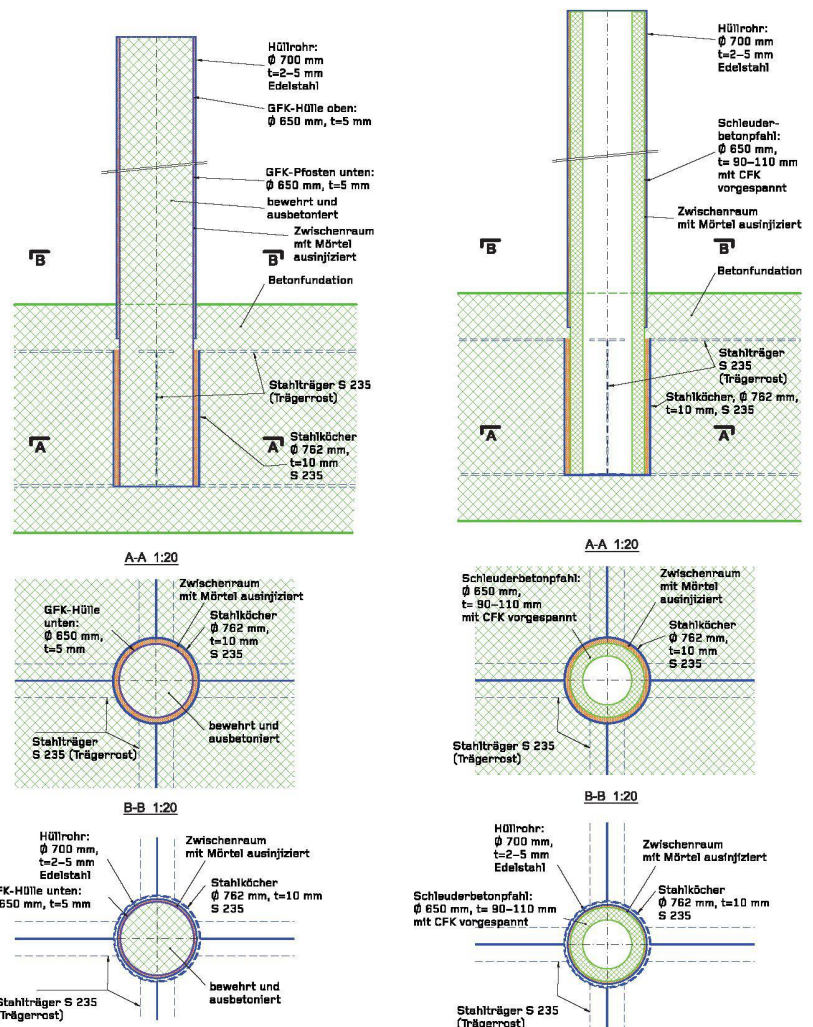 Hüllrohr:
Ø 700 mm
t=2–5 mm
Edelstahl
GFK-Hülle oben:
Ø 650 mm, t=5 mm
GFK-Pfosten unten:
Ø 650 mm, t=5 mm
bewehrt und
ausbetoniert
Zwischenraum
mit Mörtel
ausinjiziert
B
B
Betonfundation
Stahlträger S 235
(Trägerrost)
A
A
Stahlköcher
Ø 762 mm,
t=10 mm
S 235
A-A 1:20
Zwischenraum
mit Mörtel ausinjiziert
GFK-Hülle
unten:
Ø 650 mm,
t=5 mm
Stahlköcher
Ø 762 mm,
t=10 mm
S 235
bewehrt und
ausbetoniert
Stahlträger
S 235 (Trägerrost)
B-B 1:20
Hüllrohr:
Ø 700 mm,
t=2–5 mm
Edelstahl
Zwischenraum
mit Mörtel ausinjiziert
FK-Hülle unten:
650 mm, t=5 mm
Stahlköcher
Ø 762 mm, t=10 mm
S 235
bewehrt und
ausbetoniert
Stahlträger S 235
(Trägerrost)
Hüllrohr:
Ø 700 mm
t=2–5 mm
Edelstahl
Schleuder-
betonpfahl:
Ø 650 mm,
t= 90–110 mm
mit CFK
vorgespannt
Zwischenraum
mit Mörtel ausinjiziert
B
B
Betonfundation
Stahlträger
S 235
(Trägerrost)
Stahlköcher, Ø 762 mm,
t=10 mm, S 235
A
A
A-A 1:20
Schleuderbetonpfahl:
Ø 650 mm,
t= 90–110 mm
mit CFK vorgespannt
Zwischenraum
mit Mörtel
ausinjiziert
Stahlköcher
Ø 762 mm,
t=10 mm
S 235
Stahlträger S 235
(Trägerrost)
B-B 1:20
Hüllrohr:
Ø 700 mm,
t=2–5 mm
Edelstahl
Zwischenraum
mit Mörtel ausinjiziert
Schleuderbetonpfahl:
Ø 650 mm, t= 90–110 mm
mit CFK vorgespannt
Stahlköcher
Ø 762 mm, t=10 mm
S 235
Stahlträger S 235
(Trägerrost)